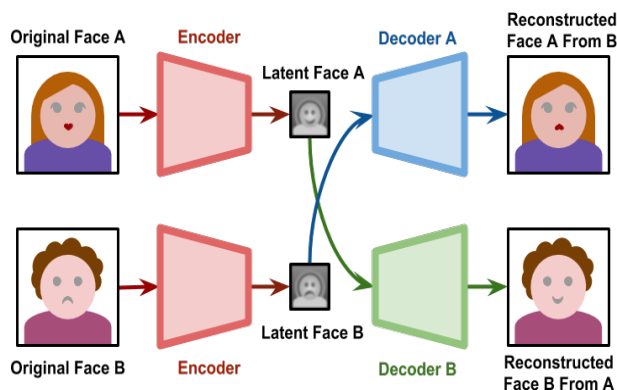 Original Face A
Encoder
Latent Face A
Decoder A
Reconstructed
Face A From B
Original Face B
Encoder
Latent Face B
Decoder B
Reconstructed
Face B From A